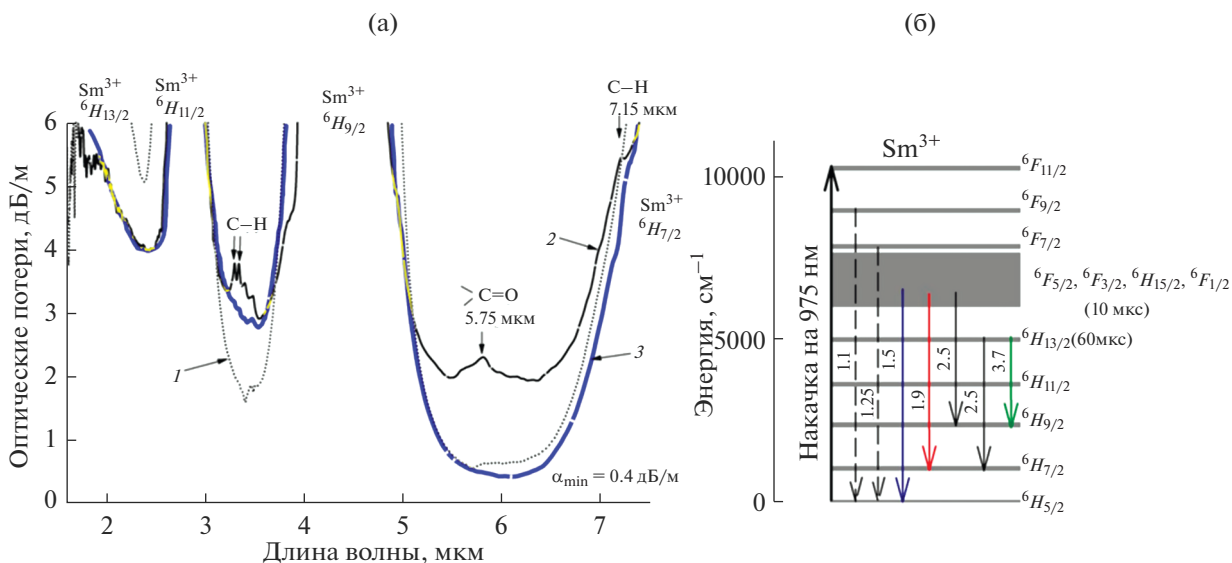 (а)
Sm³⁺
⁶H₁₃/₂
Sm³⁺
⁶H₁₁/₂
Sm³⁺
⁶H₉/₂
C–H
7.15 мкм
Sm³⁺
⁶H₇/₂
C–H
C=O
5.75 мкм
1
2
3
αmin = 0.4 дБ/м
Оптические потери, дБ/м
6
5
4
3
2
1
0
2
3
4
5
6
7
Длина волны, мкм
(б)
Sm³⁺
Энергия, см⁻¹
10000
5000
0
Накачка на 975 нм
1.1
1.25
1.5
1.9
2.5
2.5
3.7
⁶F₁₁/₂
⁶F₉/₂
⁶F₇/₂
⁶F₅/₂, ⁶F₃/₂, ⁶H₁₅/₂, ⁶F₁/₂
(10 мкс)
⁶H₁₃/₂(60мкс)
⁶H₁₁/₂
⁶H₉/₂
⁶H₇/₂
⁶H₅/₂